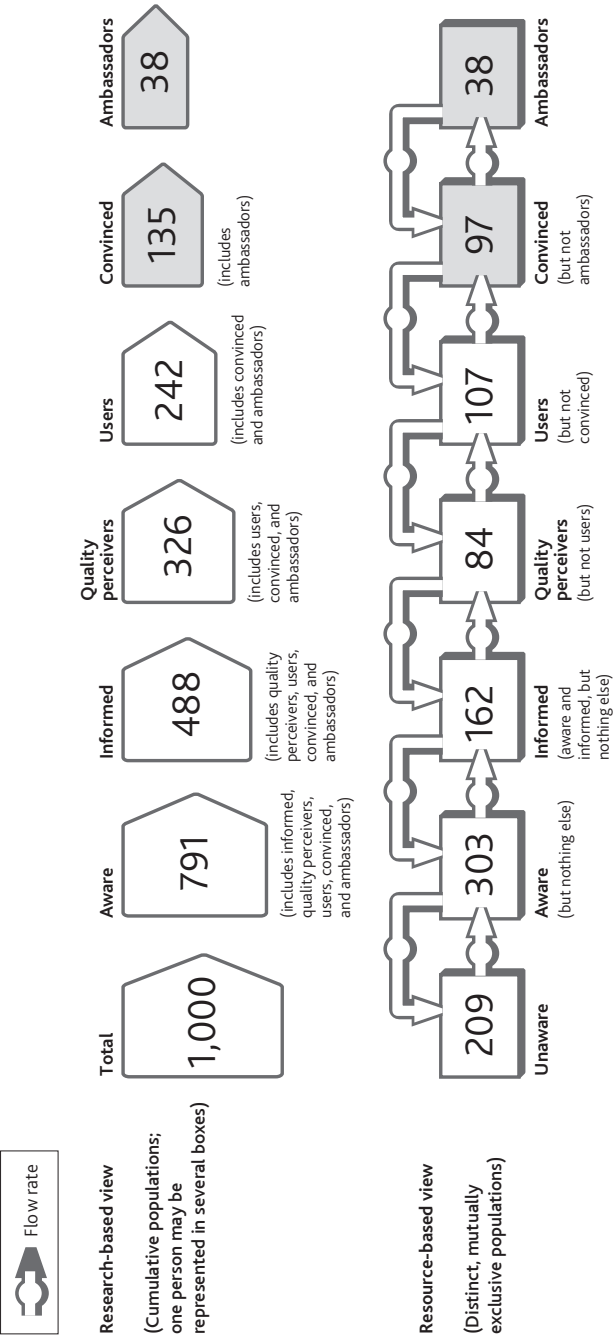 Flow rate
Research-based view
(Cumulative populations;
one person may be
represented in several boxes)
Total
1,000
Aware
791
(includes informed,
quality perceivers,
users, convinced,
and ambassadors)
Informed
488
(includes quality
perceivers, users,
convinced, and
ambassadors)
Quality
perceivers
326
(includes users,
convinced, and
ambassadors)
Users
242
(includes convinced
and ambassadors)
Convinced
135
(includes
ambassadors)
Ambassadors
38
Resource-based view
(Distinct, mutually
exclusive populations)
209
Unaware
303
Aware
(but nothing else)
162
Informed
(aware and
informed, but
nothing else)
84
Quality
perceivers
(but not users)
107
Users
(but not
convinced)
97
Convinced
(but not
ambassadors)
38
Ambassadors